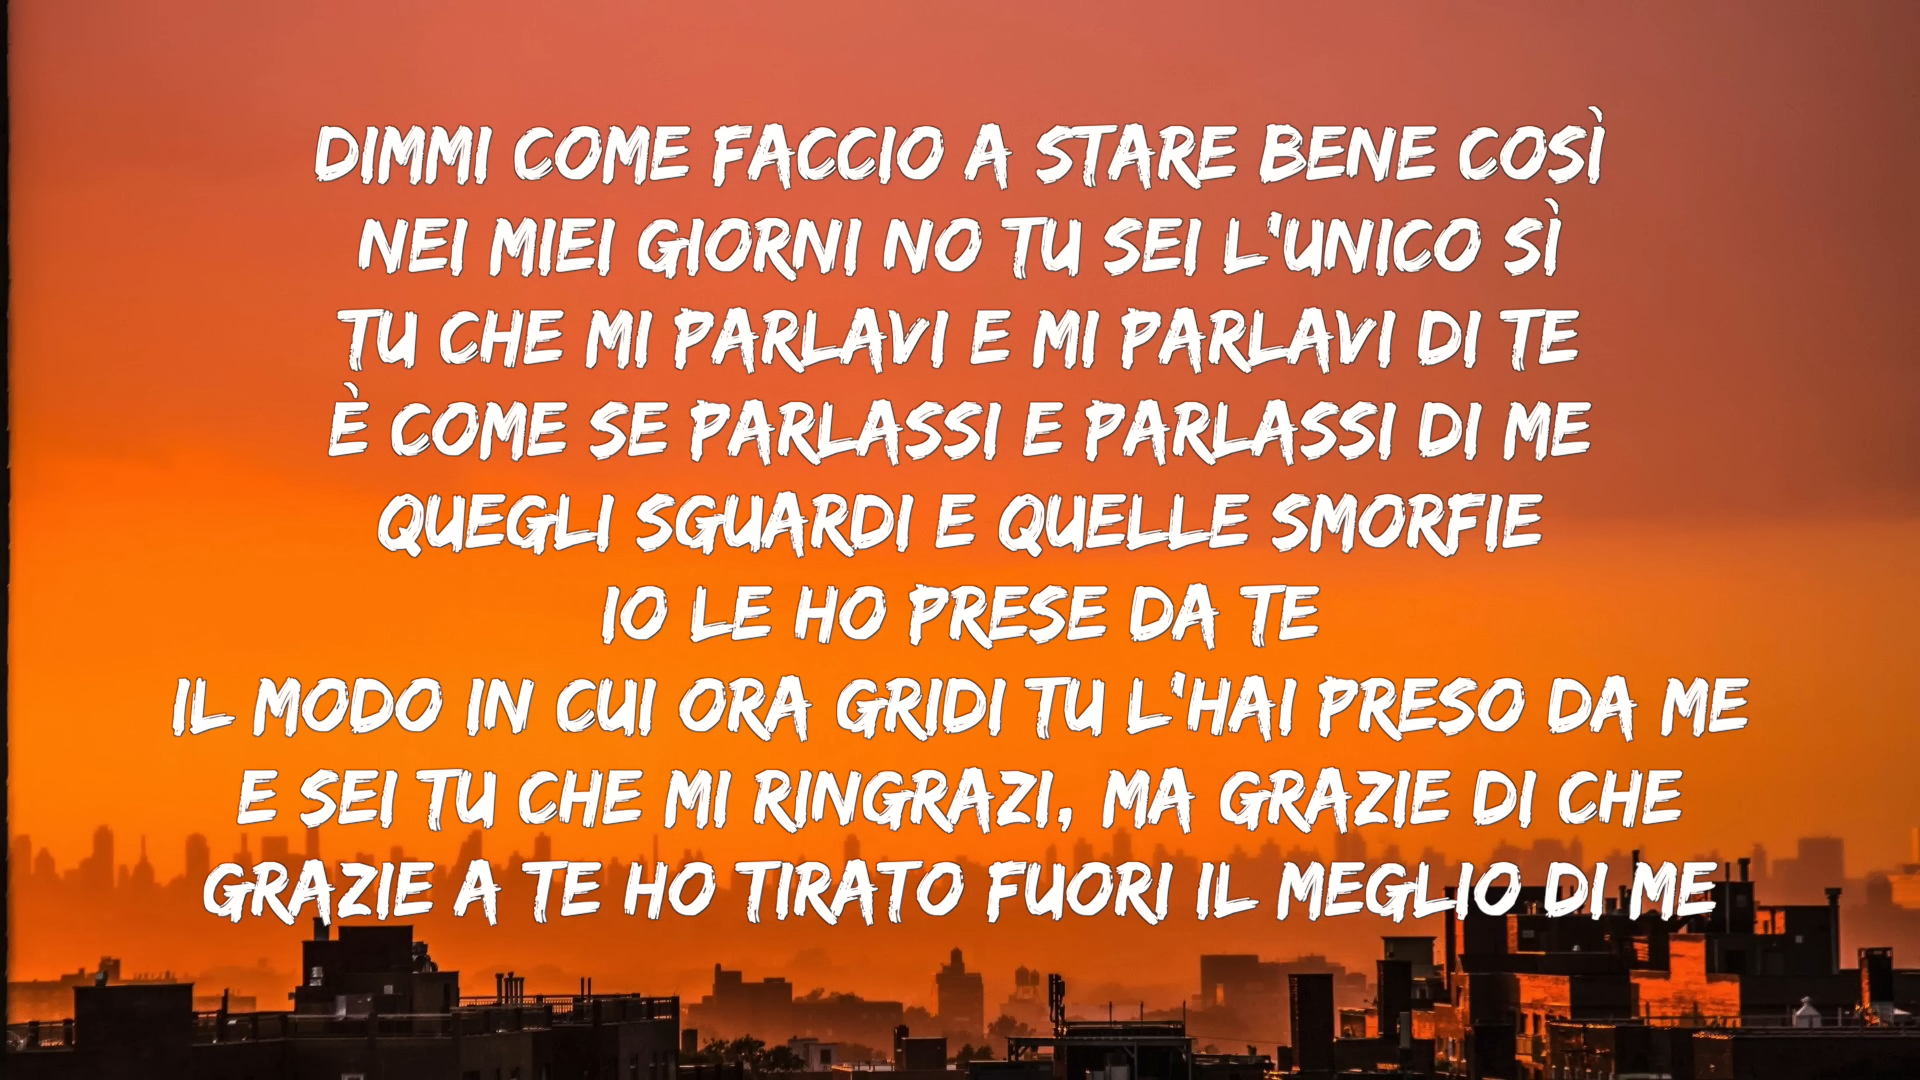 DIMMI COME FACCIO A STARE BENE COSÌ
NEI MIEI GIORNI NO TU SEI L'UNICO SÌ
TU CHE MI PARLAVI E MI PARLAVI DI TE
È COME SE PARLASSI E PARLASSI DI ME
QUEGLI SGUARDI E QUELLE SMORFIE
IO LE HO PRESE DA TE
IL MODO IN CUI ORA GRIDI TU L'HAI PRESO DA ME
E SEI TU CHE MI RINGRAZI, MA GRAZIE DI CHE
GRAZIE A TE HO TIRATO FUORI IL MEGLIO DI ME